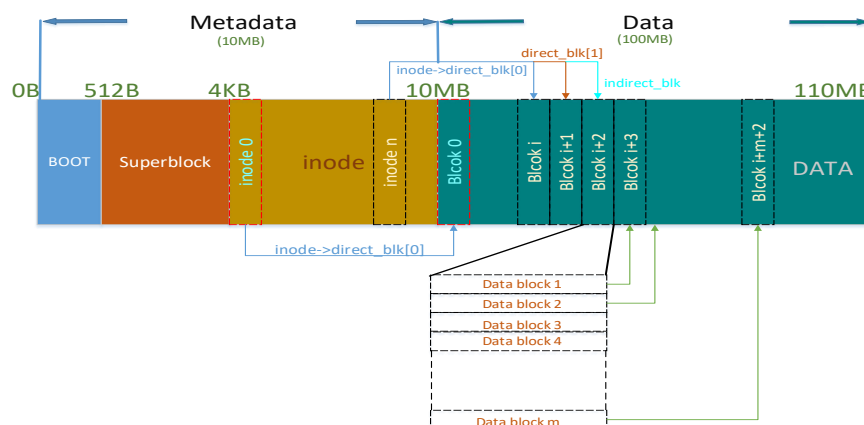 Metadata
(10MB)
Data
(100MB)
direct_blk[1]
inode->direct_blk[0]
indirect_blk
0B
512B
4KB
10MB
110MB
BOOT
Superblock
inode 0
inode
inode n
Blcok 0
Blcok i
Blcok i+1
Blcok i+2
Blcok i+3
Blcok i+m+2
DATA
inode->direct_blk[0]
Data block 1
Data block 2
Data block 3
Data block 4
Data block m